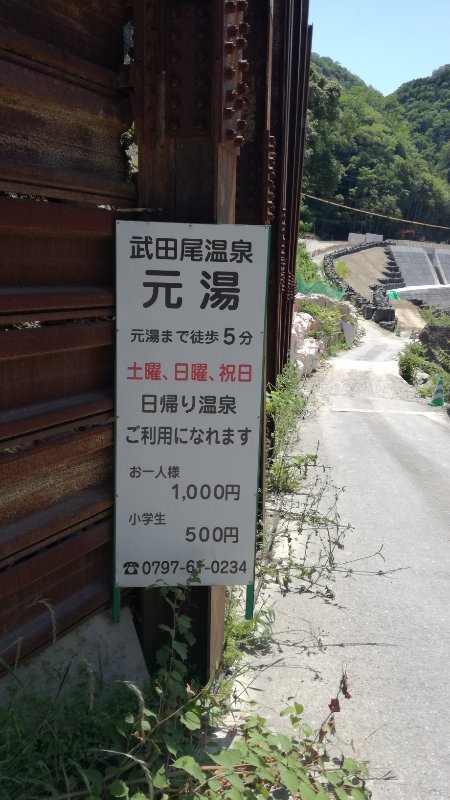 武田尾温泉
元湯
元湯まで徒歩5分
土曜、日曜、祝日
日帰り温泉
ご利用になれます
お一人様
1,000円
小学生
500円
☎0797-61-0234